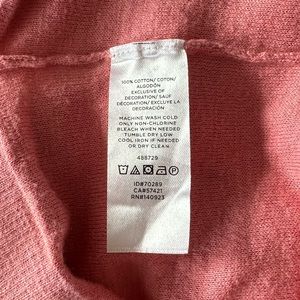 100% COTTON/ COTON/
ALGODÓN
EXCLUSIVE OF
DECORATION/ SAUF
DÉCORATION/ EXCLUYE LA
DECORACIÓN
MACHINE WASH COLD
ONLY NON-CHLORINE
BLEACH WHEN NEEDED
TUMBLE DRY LOW
COOL IRON IF NEEDED
OR DRY CLEAN
488729
ID#70289
CA#57421
RN#140923